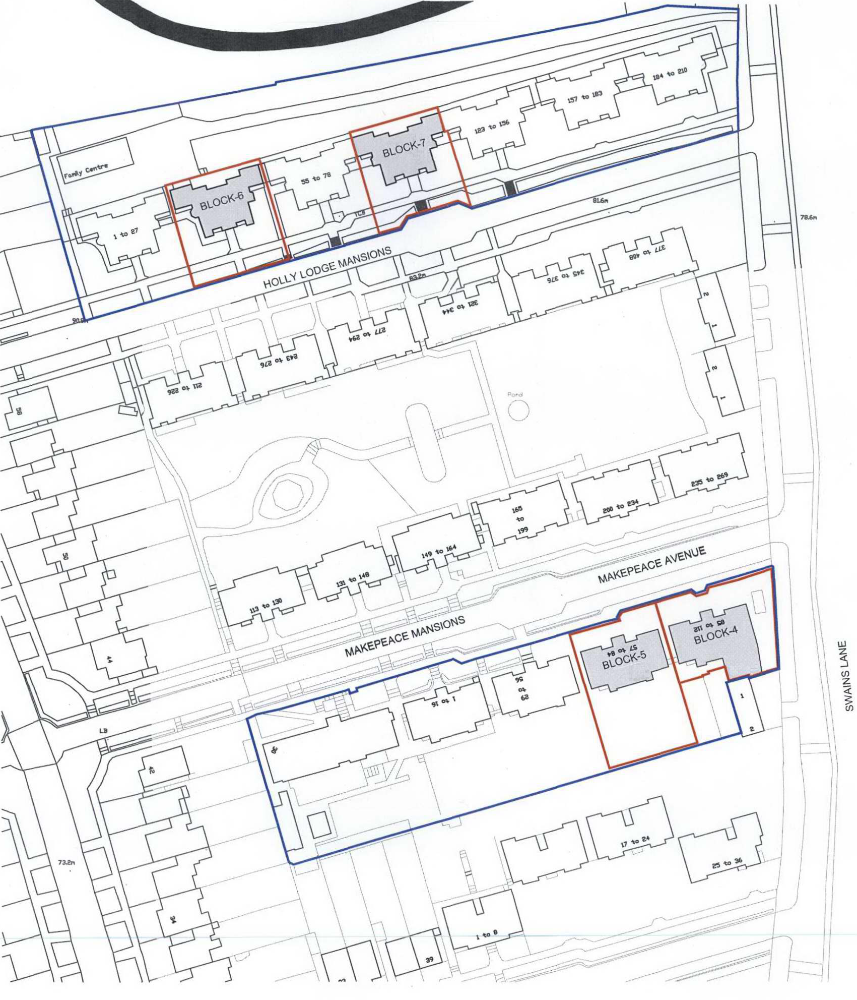 184 to 210
157 to 183
123 to 156
BLOCK-7
Family Centre
55 to 78
BLOCK-6
TCB
1 to 27
81.6m
78.6m
HOLLY LODGE MANSIONS
377 to 408
345 to 376
83.2m
321 to 344
90.5m
277 to 294
243 to 276
211 to 226
2
1
2
1
58
Pond
235 to 269
200 to 234
165
to
199
149 to 164
131 to 148
113 to 130
50
MAKEPEACE AVENUE
MAKEPEACE MANSIONS
85 to 112
BLOCK-4
57 to 84
BLOCK-5
44
SWAINS LANE
29
to
56
1 to 16
1
2
LB
42
17 to 24
25 to 36
73.2m
34
1 to 8
39